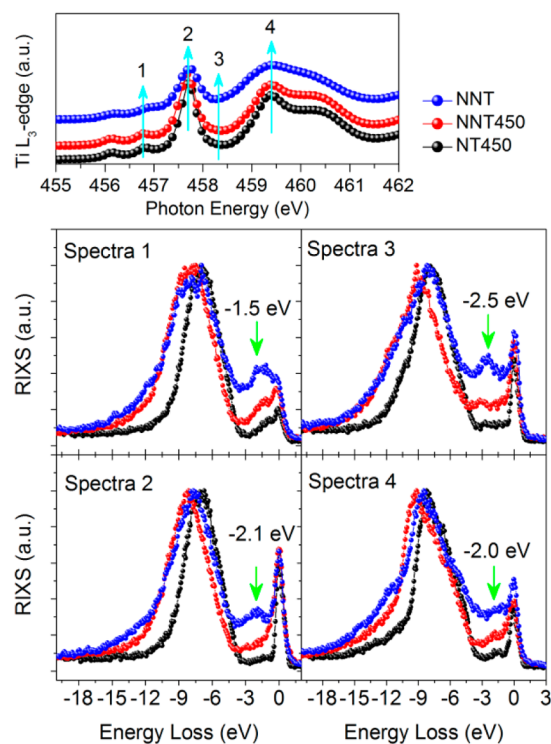 Ti L3-edge (a.u.)
1
2
3
4
NNT
NNT450
NT450
455 456 457 458 459 460 461 462
Photon Energy (eV)
RIXS (a.u.)
Spectra 1
-1.5 eV
Spectra 3
-2.5 eV
RIXS (a.u.)
Spectra 2
-2.1 eV
Spectra 4
-2.0 eV
-18 -15 -12 -9 -6 -3 0 -18 -15 -12 -9 -6 -3 0 3
Energy Loss (eV) Energy Loss (eV)